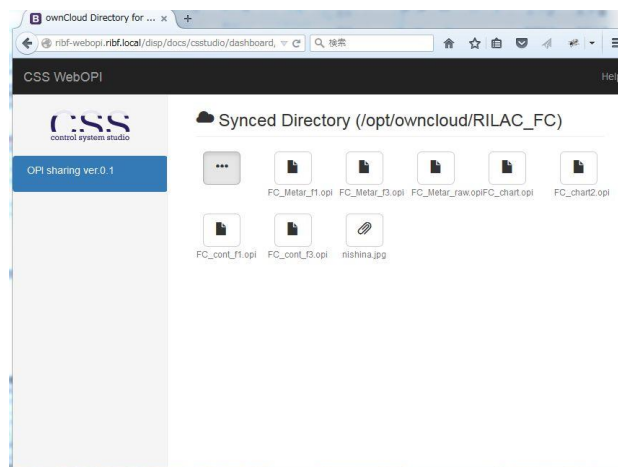 ownCloud Directory for ... ×
ribf-webopi.ribf.local/disp/docs/csstudio/dashboard,
検索
CSS WebOPI
Help
CSS
control system studio
OPI sharing ver.0.1
Synced Directory (/opt/owncloud/RILAC_FC)
FC_Metar_f1.opi FC_Metar_f3.opi FC_Metar_raw.opi FC_chart.opi FC_chart2.opi
FC_cont_f1.opi FC_cont_f3.opi nishina.jpg